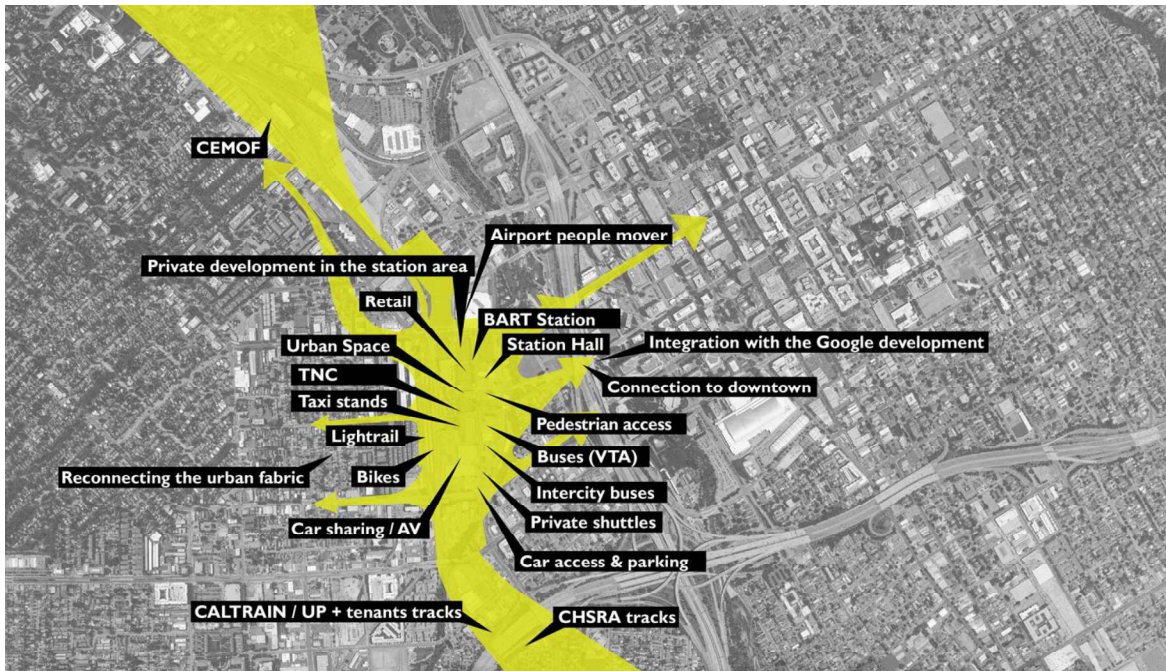 CEMOF
Airport people mover
Private development in the station area
Retail
BART Station
Urban Space
Station Hall
Integration with the Google development
TNC
Connection to downtown
Taxi stands
Pedestrian access
Lightrail
Buses (VTA)
Reconnecting the urban fabric
Bikes
Intercity buses
Car sharing / AV
Private shuttles
Car access & parking
CALTRAIN / UP + tenants tracks
CHSRA tracks